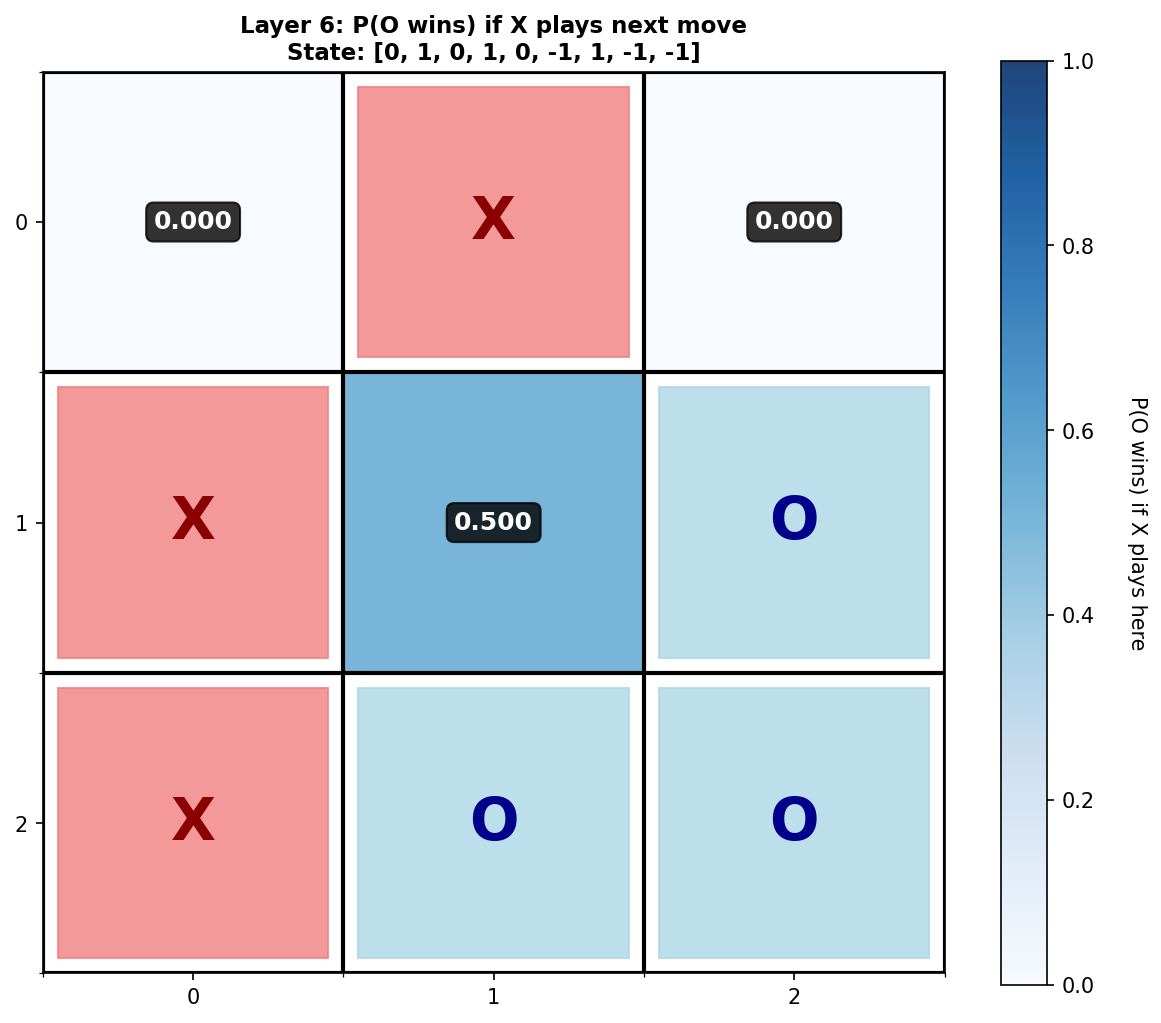 Layer 6: P(O wins) if X plays next move
State: [0, 1, 0, 1, 0, -1, 1, -1, -1]
0
0.000
X
0.000
1
X
0.500
O
2
X
O
O
0
1
2
1.0
0.8
0.6
0.4
0.2
0.0
P(O wins) if X plays here